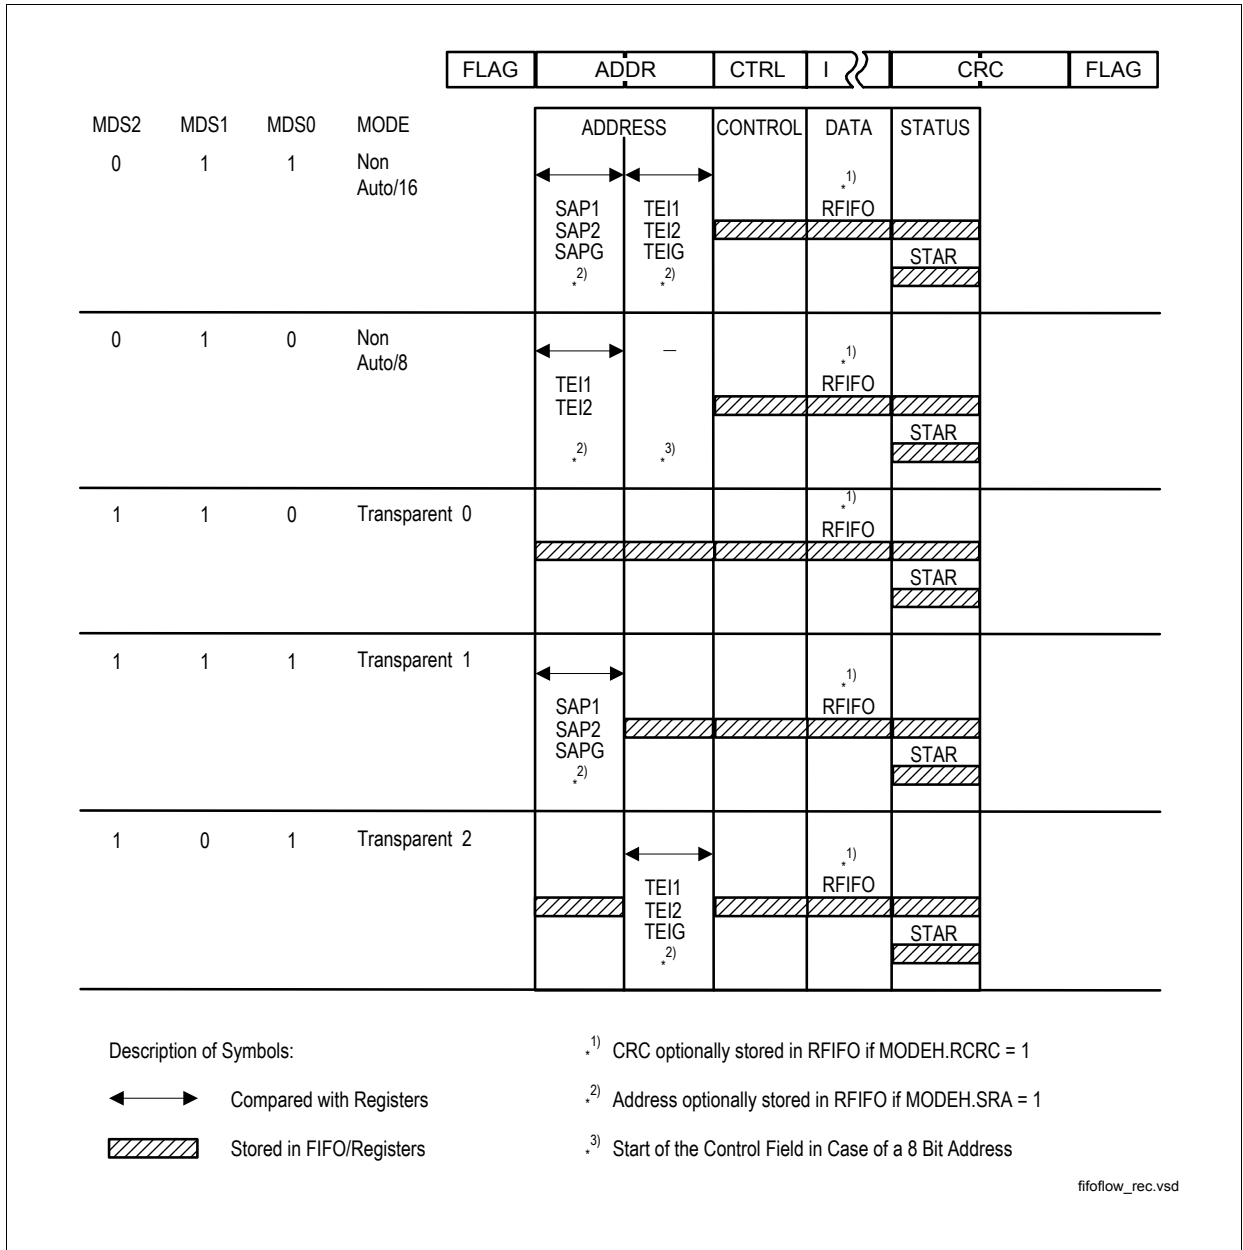 FLAG ADDR CTRL I CRC FLAG
MDS2 MDS1 MDS0 MODE ADDRESS CONTROL DATA STATUS
0 1 1 Non
Auto/16
*1)
SAP1 TEI1 RFIFO
SAP2 TEI2
SAPG TEIG STAR
*2) *2)
0 1 0 Non
Auto/8
– *1)
TEI1 RFIFO
TEI2
STAR
*2) *3)
*1)
1 1 0 Transparent 0
RFIFO
STAR
1 1 1 Transparent 1
*1)
SAP1 RFIFO
SAP2
SAPG STAR
*2)
1 0 1 Transparent 2
*1)
TEI1 RFIFO
TEI2
TEIG STAR
*2)
Description of Symbols: *1) CRC optionally stored in RFIFO if MODEH.RCRC = 1
Compared with Registers *2) Address optionally stored in RFIFO if MODEH.SRA = 1
Stored in FIFO/Registers *3) Start of the Control Field in Case of a 8 Bit Address
fifoflow_rec.vsd